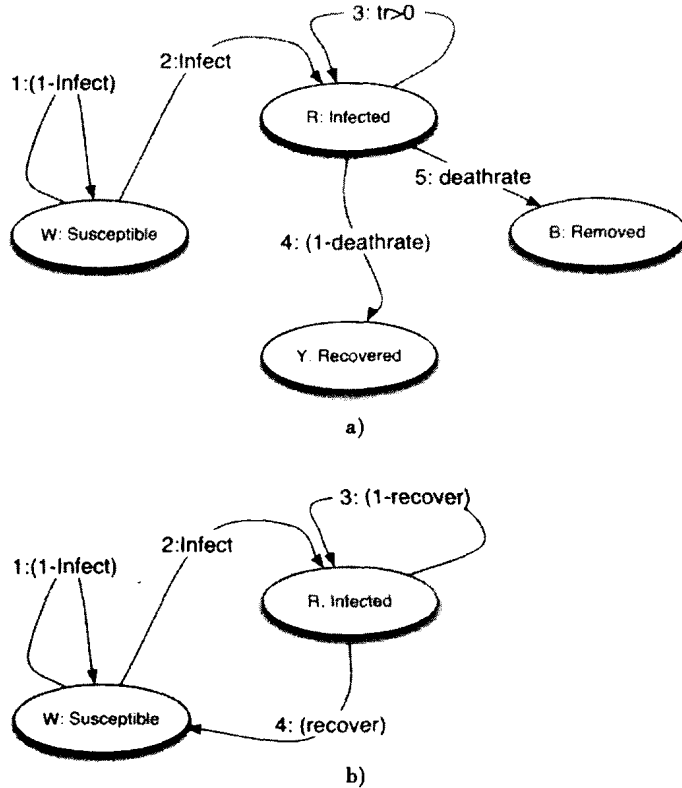 3: tr>0
2:Infect
1:(1-Infect)
R: Infected
5: deathrate
W: Susceptible
4: (1-deathrate)
B: Removed
Y. Recovered
a)
3: (1-recover)
2:Infect
1:(1-Infect)
R. Infected
W: Susceptible
4: (recover)
b)